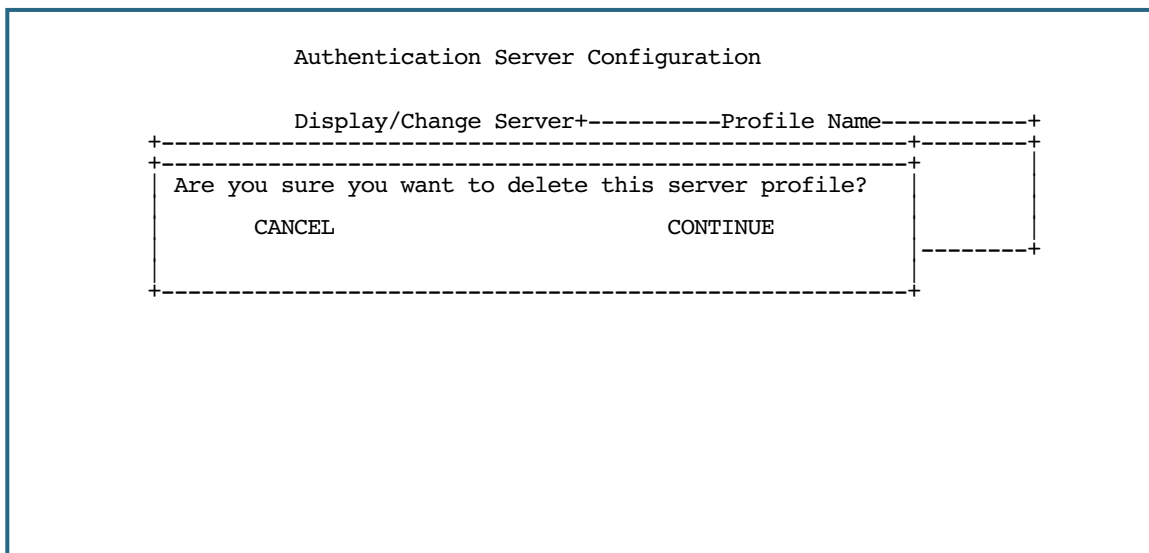 Authentication Server Configuration
Display/Change Server+----------Profile Name-----------+
+--------------------------------------------------------+--------+
+--------------------------------------------------------+
| Are you sure you want to delete this server profile? | |
| CANCEL CONTINUE | |
| |--------+
+--------------------------------------------------------+